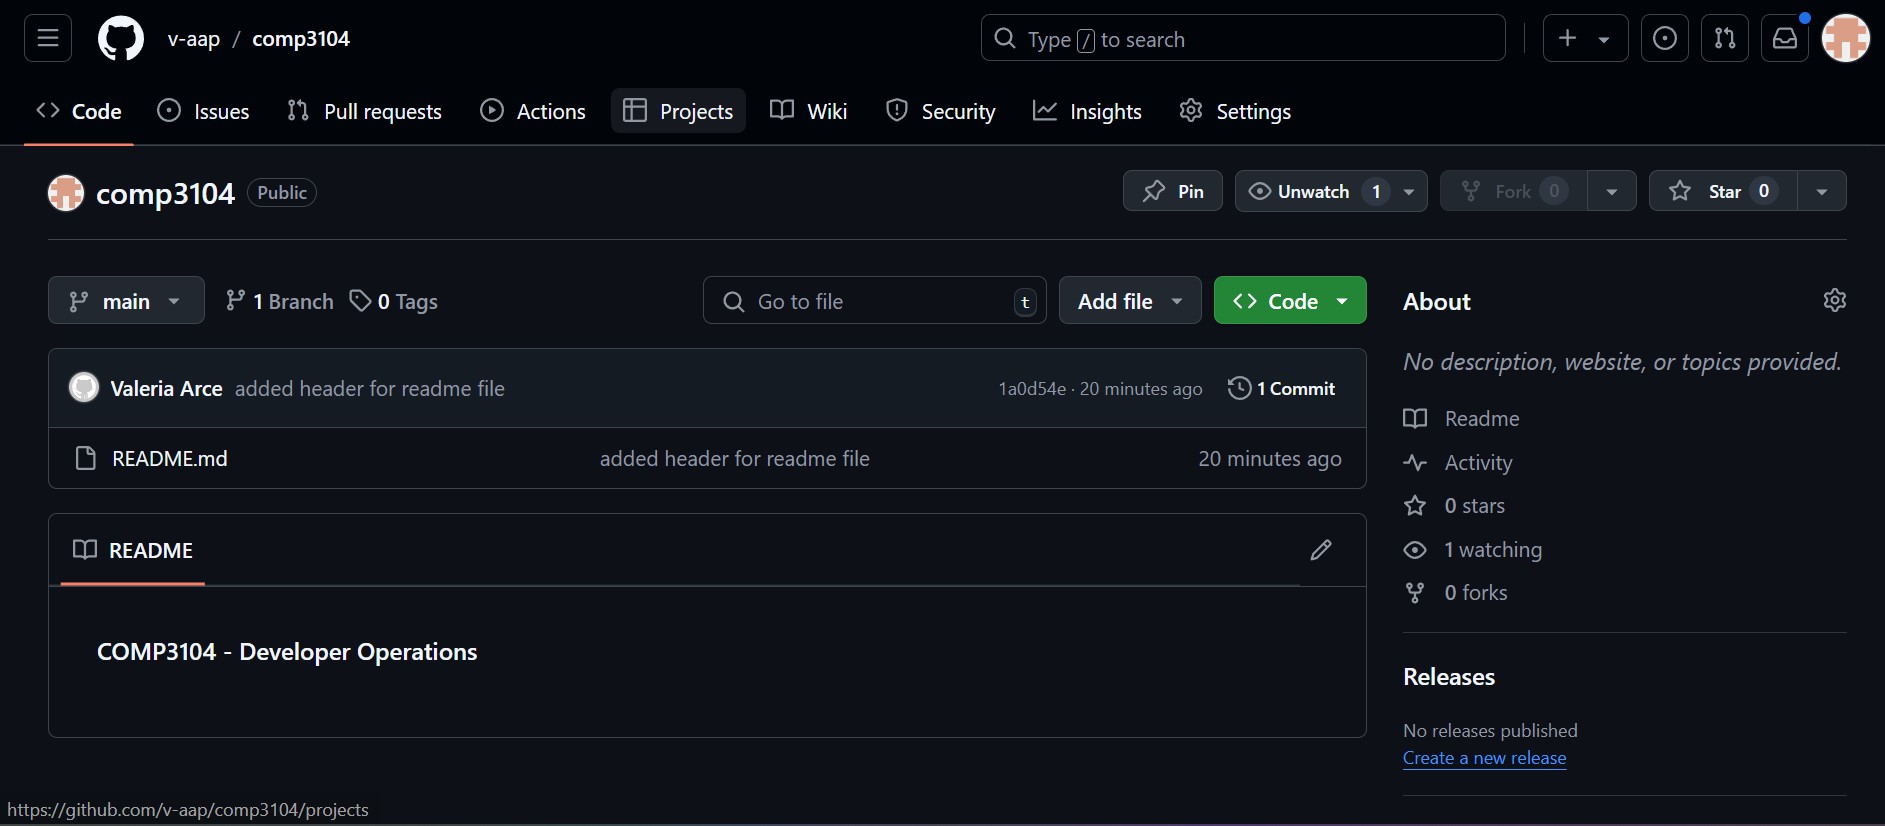 v-aap / comp3104
Type / to search
Code Issues Pull requests Actions Projects Wiki Security Insights Settings
comp3104 Public
Pin Unwatch 1 Fork 0 Star 0
main 1 Branch 0 Tags
Go to file t Add file Code
Valeria Arce added header for readme file 1a0d54e · 20 minutes ago 1 Commit
README.md added header for readme file 20 minutes ago
README
COMP3104 - Developer Operations
About
No description, website, or topics provided.
Readme
Activity
0 stars
1 watching
0 forks
Releases
No releases published
Create a new release
https://github.com/v-aap/comp3104/projects